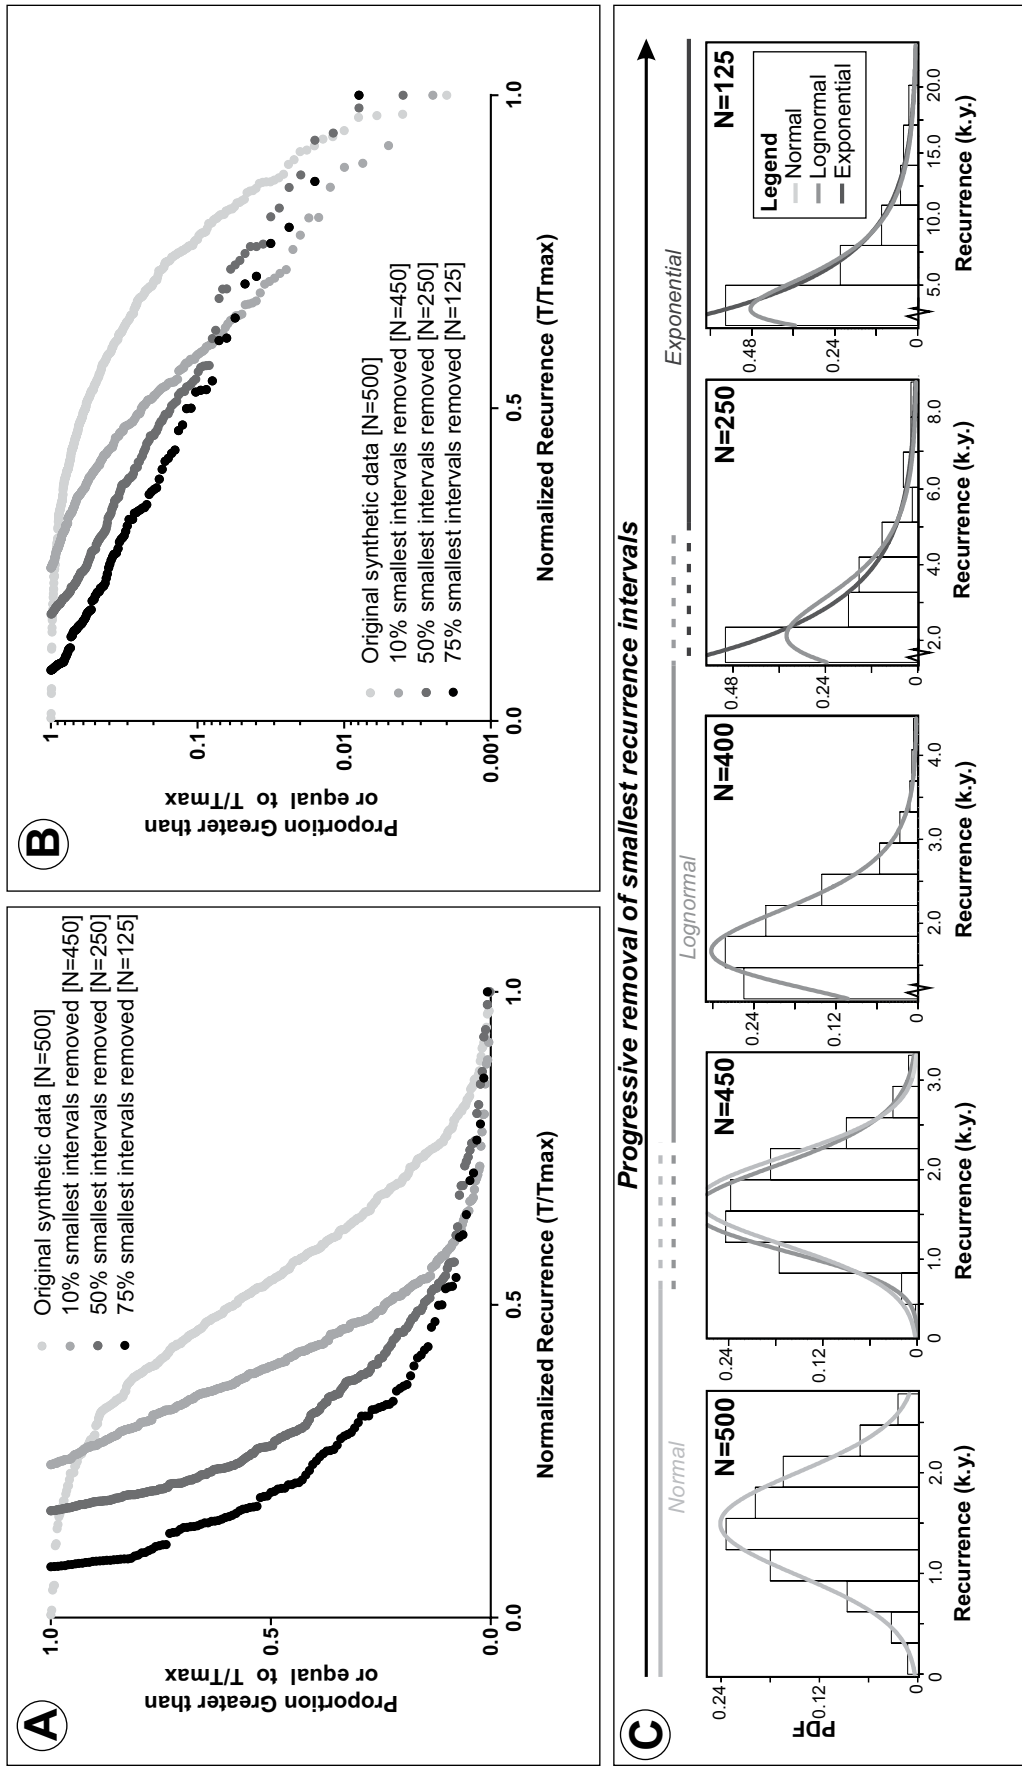 A
Proportion Greater than
or equal to T/Tmax
1.0
0.5
0.0
0.0
0.5
1.0
Normalized Recurrence (T/Tmax)
Original synthetic data [N=500]
10% smallest intervals removed [N=450]
50% smallest intervals removed [N=250]
75% smallest intervals removed [N=125]
B
Proportion Greater than
or equal to T/Tmax
1
0.1
0.01
0.001
0.0
0.5
1.0
Normalized Recurrence (T/Tmax)
Original synthetic data [N=500]
10% smallest intervals removed [N=450]
50% smallest intervals removed [N=250]
75% smallest intervals removed [N=125]
C
Progressive removal of smallest recurrence intervals
Normal
Lognormal
Exponential
PDF
N=500
0.24
0.12
0
0
1.0
2.0
Recurrence (k.y.)
N=450
0.24
0.12
0
0
1.0
2.0
3.0
Recurrence (k.y.)
N=400
0.24
0.12
0
2.0
3.0
4.0
Recurrence (k.y.)
N=250
0.48
0.24
0
2.0
4.0
6.0
8.0
Recurrence (k.y.)
N=125
0.48
0.24
0
5.0
10.0
15.0
20.0
Recurrence (k.y.)
Legend
Normal
Lognormal
Exponential